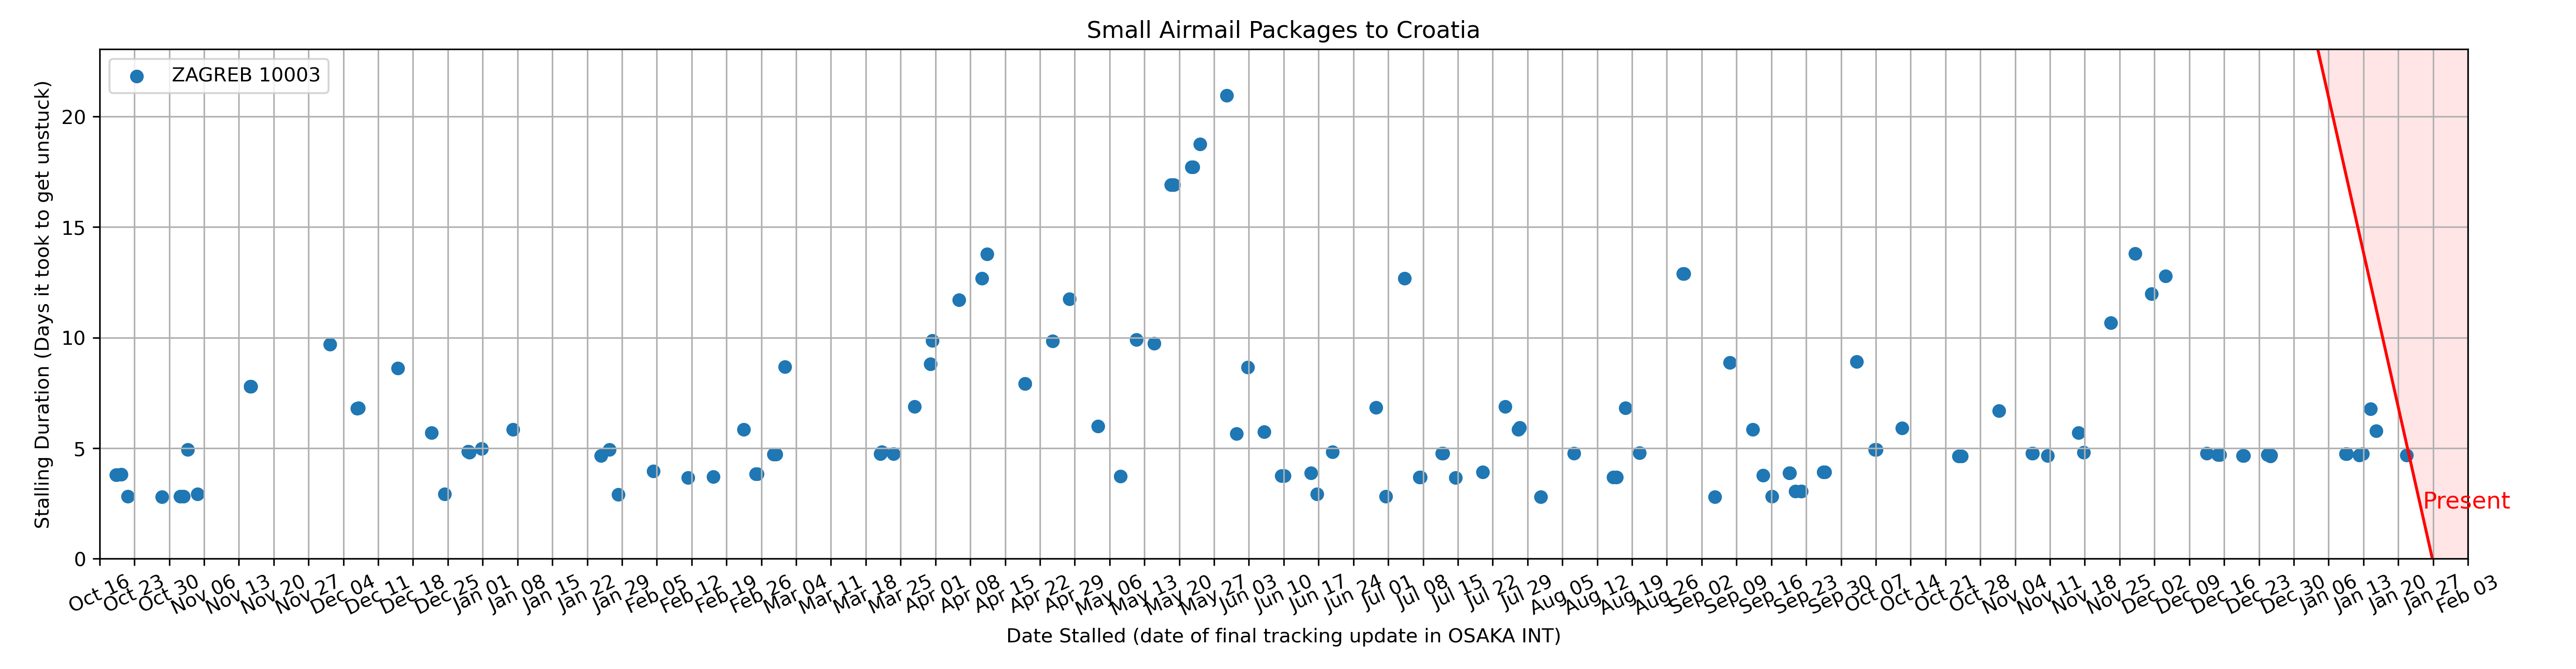 Small Airmail Packages to Croatia
ZAGREB 10003
Stalling Duration (Days it took to get unstuck)
20
15
10
5
0
Present
Oct 16
Oct 23
Oct 30
Nov 06
Nov 13
Nov 20
Nov 27
Dec 04
Dec 11
Dec 18
Dec 25
Jan 01
Jan 08
Jan 15
Jan 22
Jan 29
Feb 05
Feb 12
Feb 19
Feb 26
Mar 04
Mar 11
Mar 18
Mar 25
Apr 01
Apr 08
Apr 15
Apr 22
Apr 29
May 06
May 13
May 20
May 27
Jun 03
Jun 10
Jun 17
Jun 24
Jul 01
Jul 08
Jul 15
Jul 22
Jul 29
Aug 05
Aug 12
Aug 19
Aug 26
Sep 02
Sep 09
Sep 16
Sep 23
Sep 30
Oct 07
Oct 14
Oct 21
Oct 28
Nov 04
Nov 11
Nov 18
Nov 25
Dec 02
Dec 09
Dec 16
Dec 23
Dec 30
Jan 06
Jan 13
Jan 20
Jan 27
Feb 03
Date Stalled (date of final tracking update in OSAKA INT)